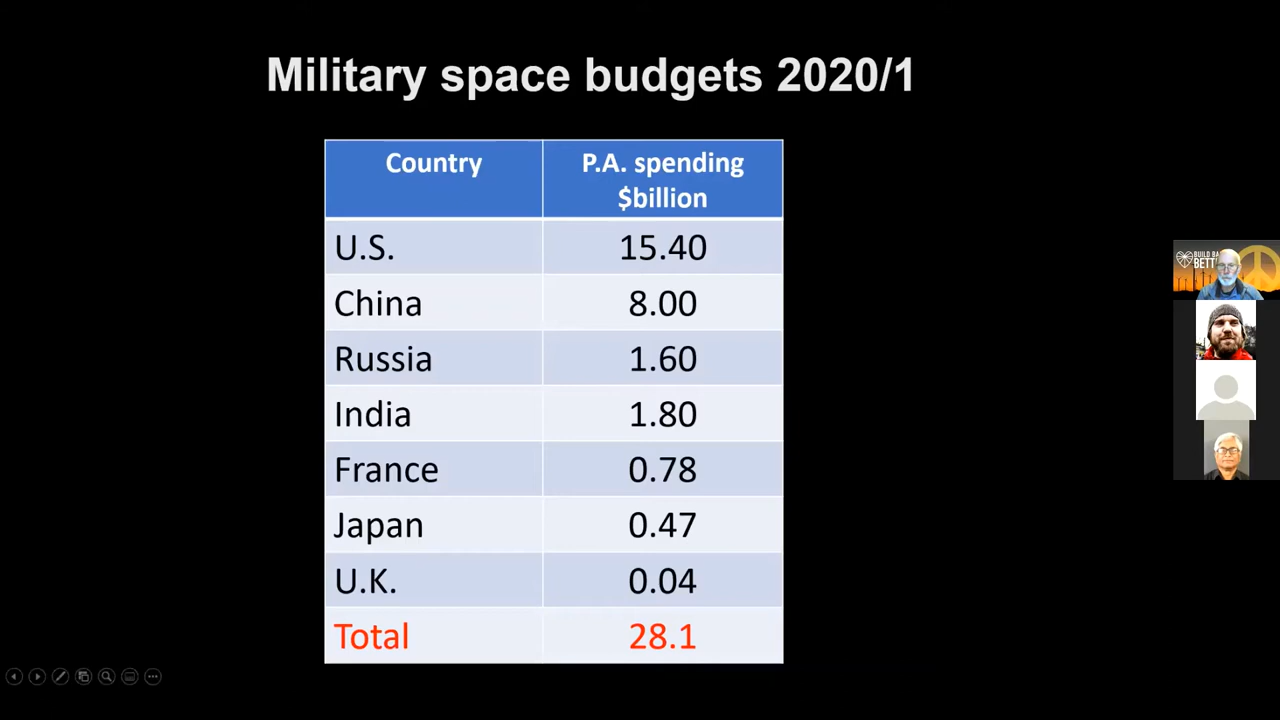 Military space budgets 2020/1
Country
P.A. spending
$billion
U.S. 15.40
China 8.00
Russia 1.60
India 1.80
France 0.78
Japan 0.47
U.K. 0.04
Total 28.1
BUILD